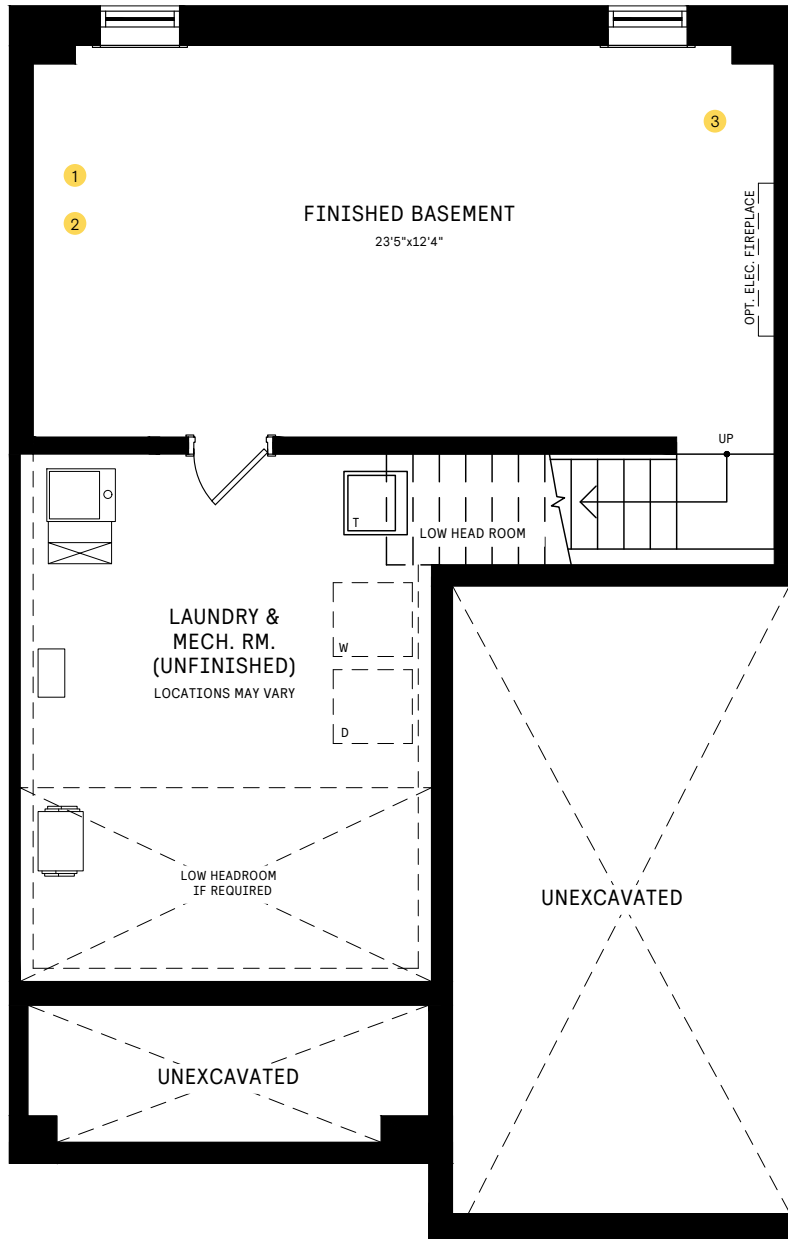 3
1
2
FINISHED BASEMENT
23'5"x12'4"
OPT. ELEC. FIREPLACE
UP
T
LOW HEAD ROOM
LAUNDRY &
MECH. RM.
(UNFINISHED)
LOCATIONS MAY VARY
W
D
LOW HEADROOM
IF REQUIRED
UNEXCAVATED
UNEXCAVATED